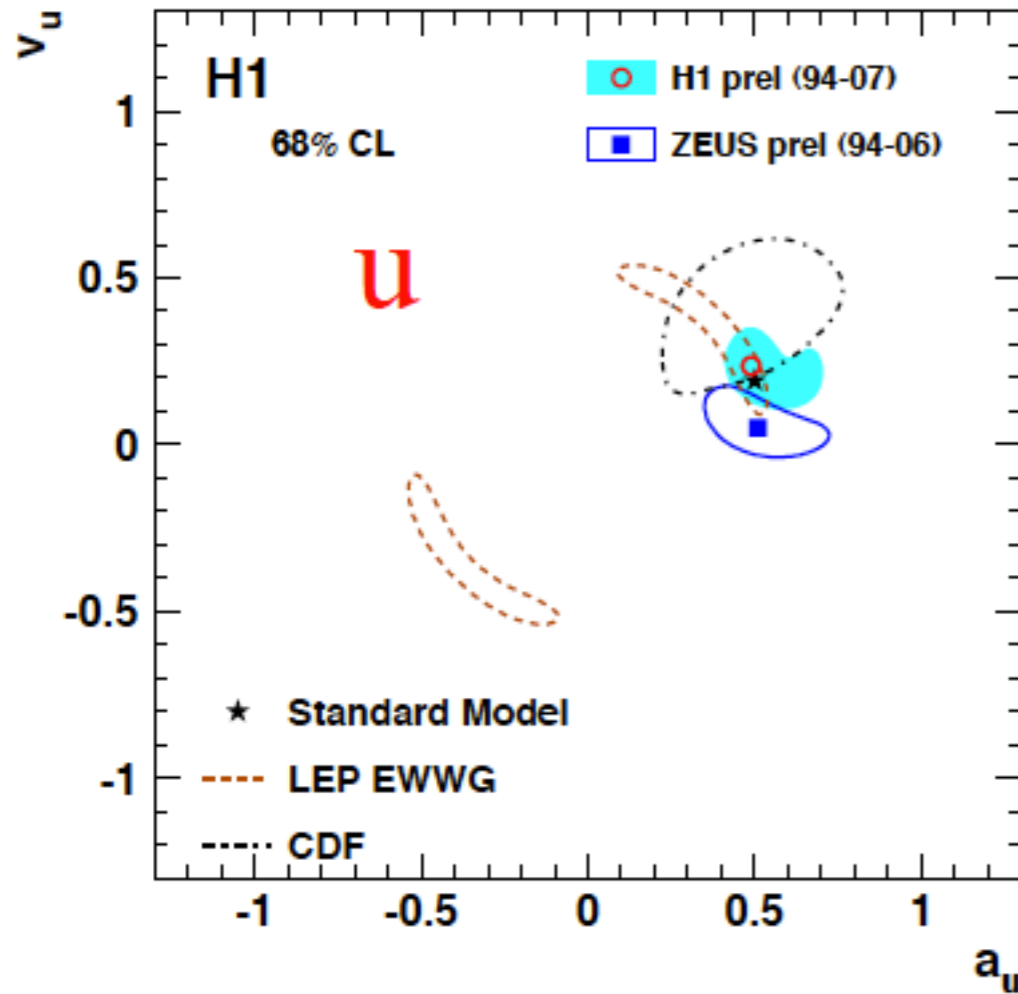 v_u
H1
68% CL
H1 prel (94-07)
ZEUS prel (94-06)
u
1
0.5
0
-0.5
-1
Standard Model
LEP EWWG
CDF
-1
-0.5
0
0.5
1
a_u